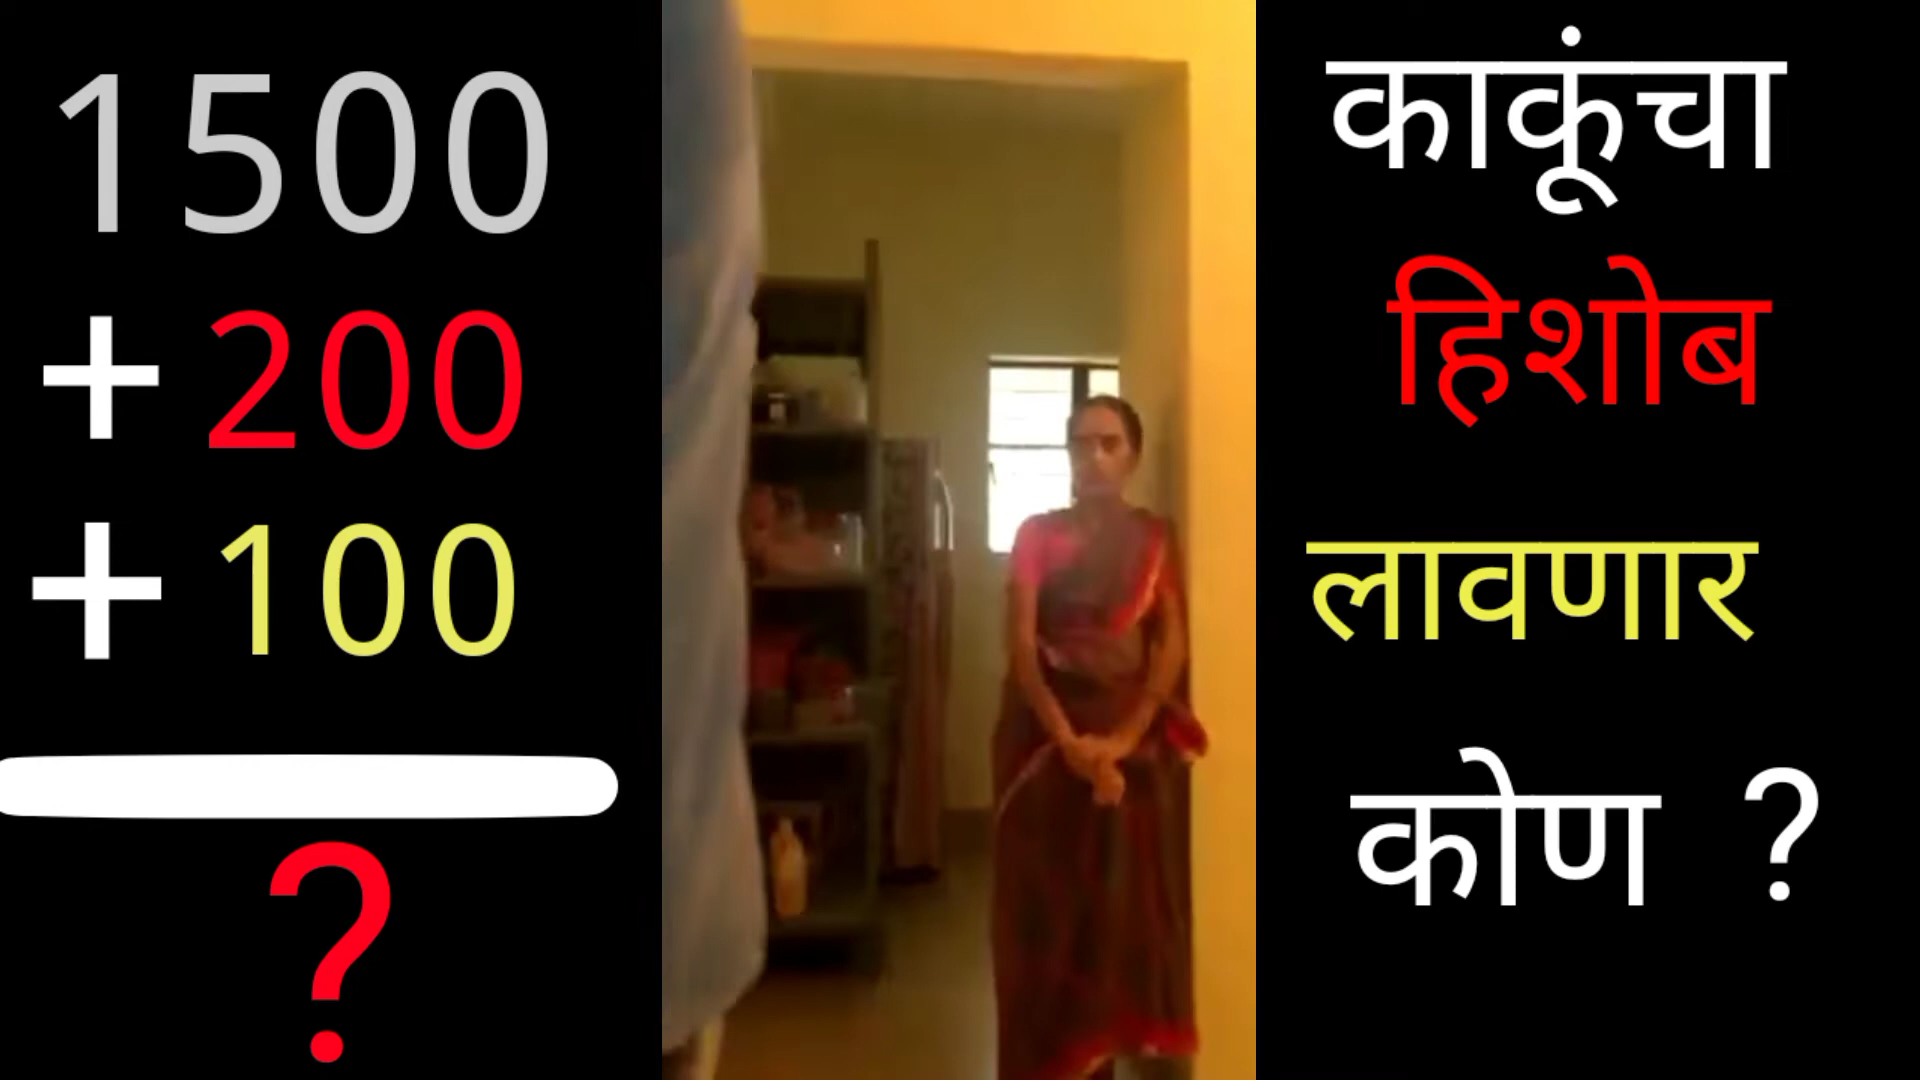 1500
+ 200
+ 100
?
काकूंचा
हिशोब
लावणार
कोण ?